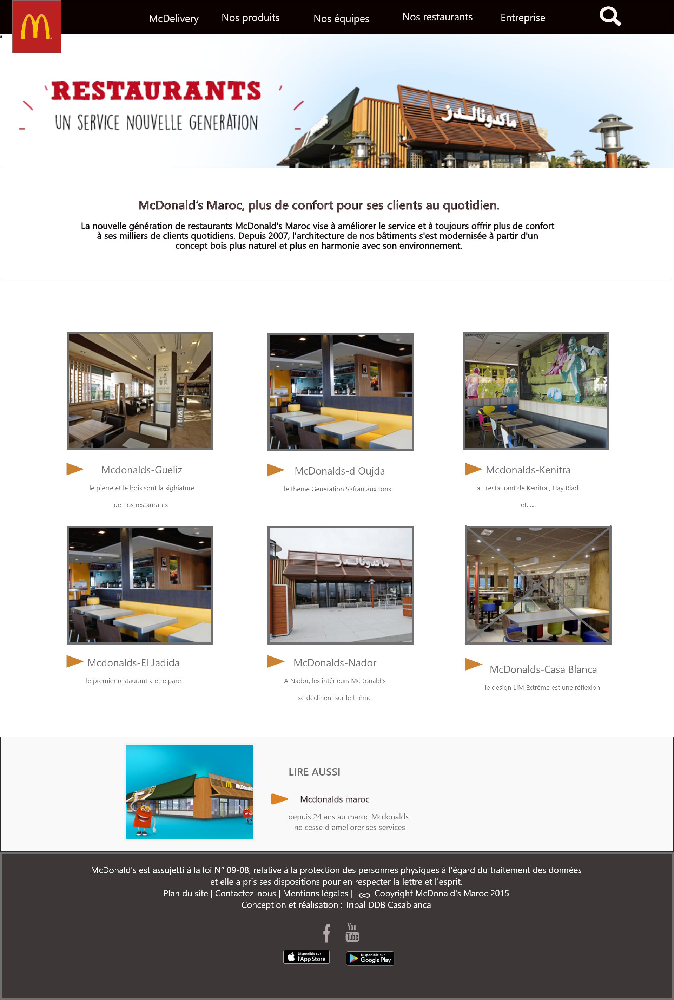 McDelivery
Nos produits
Nos équipes
Nos restaurants
Entreprise
RESTAURANTS
UN SERVICE NOUVELLE GENERATION
ماكدونالدز
McDonald’s Maroc, plus de confort pour ses clients au quotidien.
La nouvelle génération de restaurants McDonald's Maroc vise à améliorer le service et à toujours offrir plus de confort
à ses milliers de clients quotidiens. Depuis 2007, l'architecture de nos bâtiments s'est modernisée à partir d'un
concept bois plus naturel et plus en harmonie avec son environnement.
Mcdonalds-Gueliz
le pierre et le bois sont la sighiature
de nos restaurants
McDonalds-d Oujda
le theme Generation Safran aux tons
Mcdonalds-Kenitra
au restaurant de Kenitra , Hay Riad,
et......
ماكدونالدز
Mcdonalds-El Jadida
le premier restaurant a etre pare
McDonalds-Nador
A Nador, les intérieurs McDonald's
se déclinent sur le thème
McDonalds-Casa Blanca
le design LIM Extrême est une réflexion
McDonald's
LIRE AUSSI
Mcdonalds maroc
depuis 24 ans au maroc Mcdonalds
ne cesse d ameliorer ses services
McDonald's est assujetti à la loi N° 09-08, relative à la protection des personnes physiques à l'égard du traitement des données
et elle a pris ses dispositions pour en respecter la lettre et l'esprit.
Plan du site | Contactez-nous | Mentions légales | © Copyright McDonald's Maroc 2015
Conception et réalisation : Tribal DDB Casablanca
You
Tube
Disponible sur
l'App Store
Disponible sur
Google Play